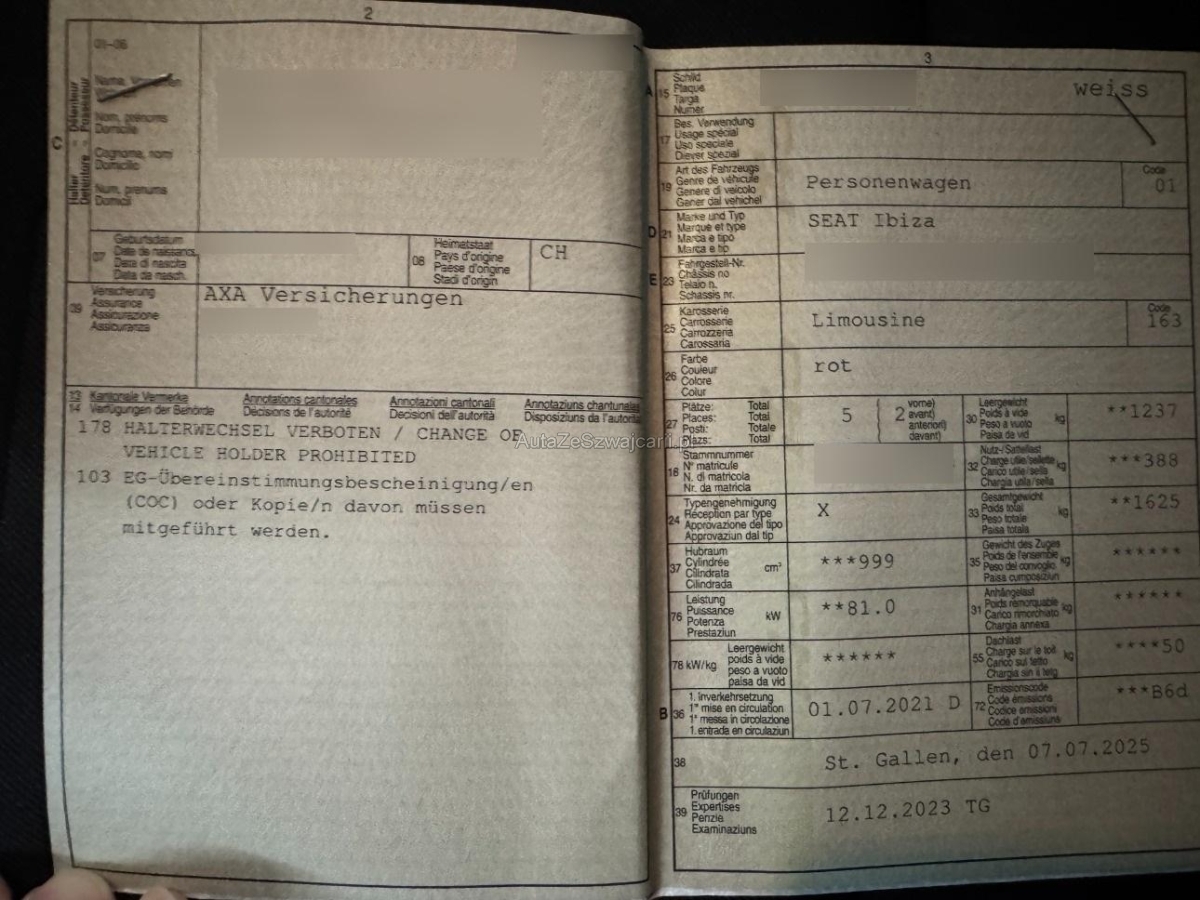 2
01-06
C
Halter Détenteur
Detentore Possessur
Name, Vornamen
Nom, prénoms
Domicile
Cognome, nomi
Domicilio
Num, prenums
Domicil
07
Geburtsdatum
Date de naissance
Data di nascita
Data da nasch.
08
Heimatstaat
Pays d'origine
Paese d'origine
Stadi d'origin
CH
09
Versicherung
Assurance
Assicurazione
Assicuranza
AXA Versicherungen
13 Kantonale Vermerke Annotations cantonales Annotazioni cantonali Annotaziuns chantunalas
14 Verfügungen der Behörde Décisions de l'autorité Decisioni dell'autorità Disposiziuns da l'autorità
178 HALTERWECHSEL VERBOTEN / CHANGE OF
VEHICLE HOLDER PROHIBITED
103 EG-Übereinstimmungsbescheinigung/en
(COC) oder Kopie/n davon müssen
mitgeführt werden.
AutaZeSzwajcarii.pl
3
A 15
Schild
Plaque
Targa
Numer
weiss
17
Bes. Verwendung
Usage spécial
Uso speciale
Diever spezial
19
Art des Fahrzeugs
Genre de véhicule
Genere di veicolo
Gener dal vehichel
Personenwagen
Code
01
D 21
Marke und Typ
Marque et type
Marca e tipo
Marca e tip
SEAT Ibiza
E 23
Fahrgestell-Nr.
Châssis no
Telaio n.
Schassis nr.
25
Karosserie
Carrosserie
Carrozzeria
Carossaria
Limousine
Code
163
26
Farbe
Couleur
Colore
Colur
rot
27
Plätze: Total
Places: Total
Posti: Totale
Plazs: Total
5
2
vorne)
avant)
anteriori)
davant)
30
Leergewicht
Poids à vide
Peso a vuoto
Paisa da vid
kg
**1237
18
Stammnummer
N° matricule
N. di matricola
Nr. da matricla
32
Nutz-/Sattellast
Charge utile/sellette
Carico utile/sella
Chargia utila/sella
kg
***388
24
Typengenehmigung
Réception par type
Approvazione del tipo
Approvaziun dal tip
X
33
Gesamtgewicht
Poids total
Peso totale
Paisa totala
kg
**1625
37
Hubraum
Cylindrée
Cilindrata
Cilindrada
cm³
***999
35
Gewicht des Zuges
Poids de l'ensemble
Peso del convoglio
Paisa cumposiziun
kg
******
76
Leistung
Puissance
Potenza
Prestaziun
kW
**81.0
31
Anhängelast
Poids remorquable
Carico rimorchiato
Chargia annexa
kg
******
78 kW/kg
Leergewicht
poids à vide
peso a vuoto
paisa da vid
******
55
Dachlast
Charge sur le toit
Carico sul tetto
Chargia sin il tetg
kg
****50
B 36
1. Inverkehrsetzung
1re mise en circulation
1a messa in circolazione
1. entrada en circulaziun
01.07.2021 D
72
Emissionscode
Code émissions
Codice emissioni
Code d'emissiuns
***B6d
38
St. Gallen, den 07.07.2025
39
Prüfungen
Expertises
Perizie
Examinaziuns
12.12.2023 TG